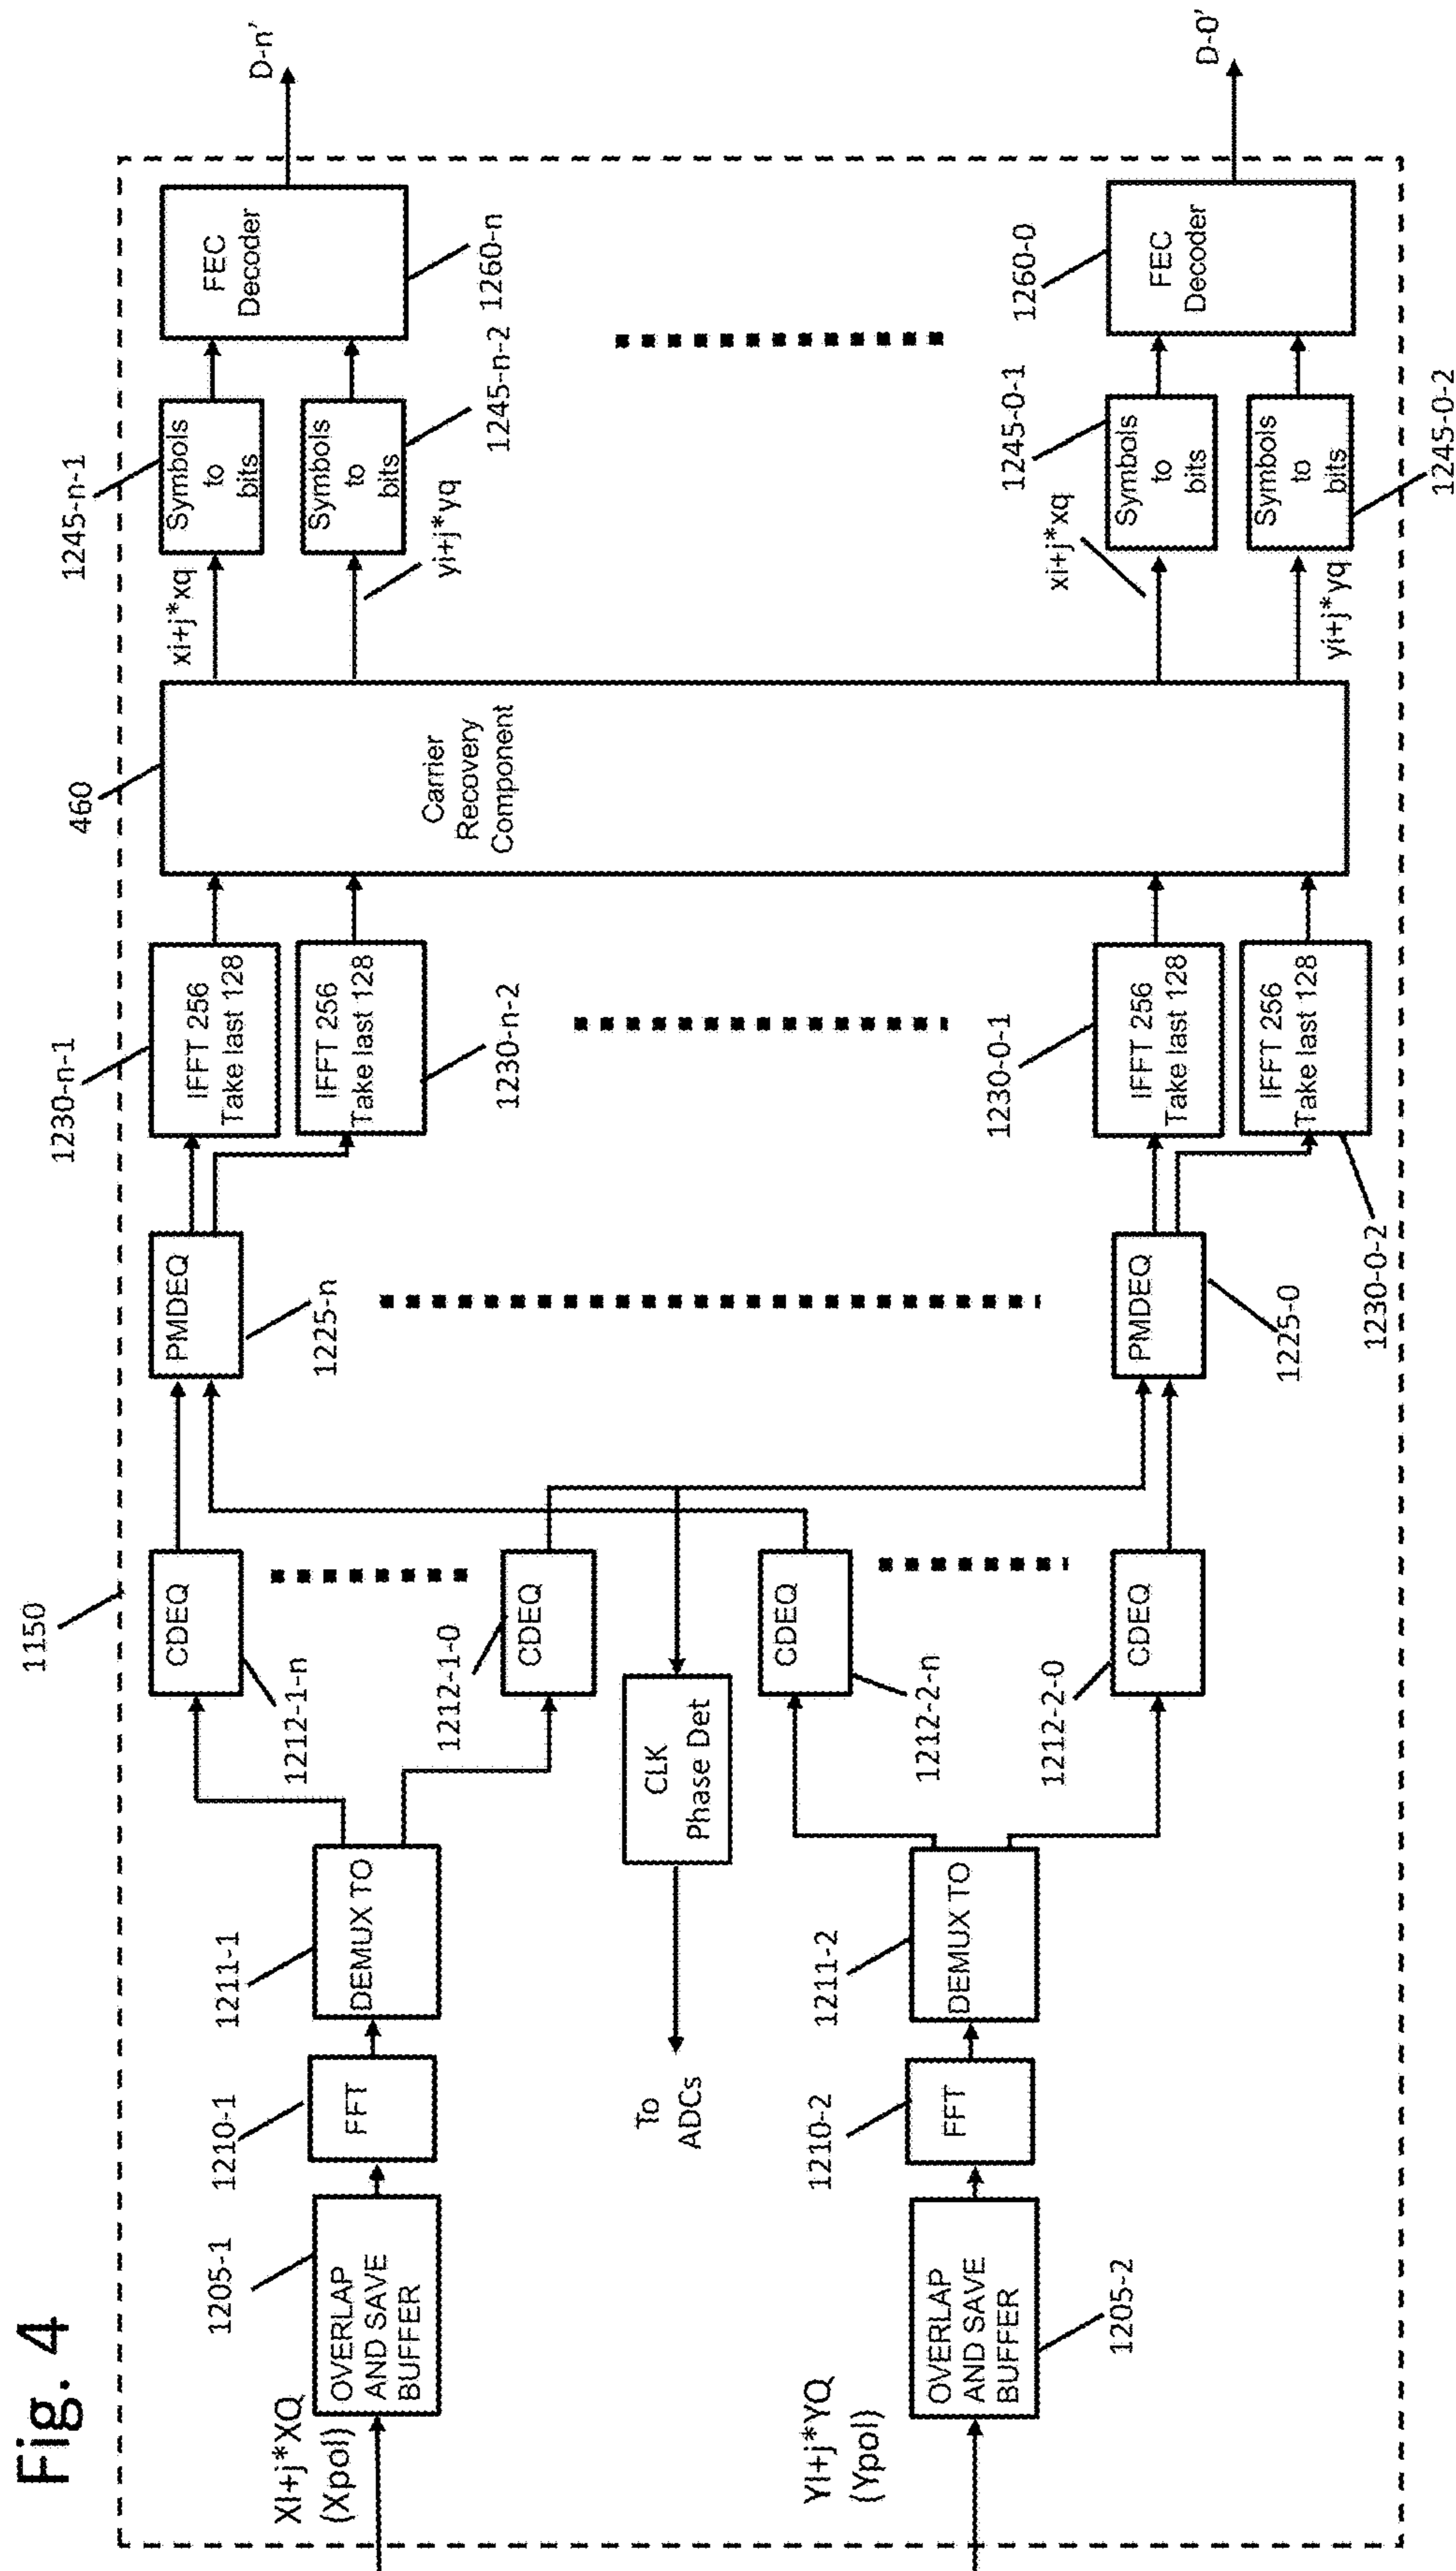 Fig. 4
1150
XI+j*XQ
(Xpol)
1205-1
OVERLAP
AND SAVE
BUFFER
1210-1
FFT
1211-1
DEMUX TO
1212-1-n
CDEQ
1212-1-0
CDEQ
CLK
Phase Det
To
ADCs
YI+j*YQ
(Ypol)
1205-2
OVERLAP
AND SAVE
BUFFER
1210-2
FFT
1211-2
DEMUX TO
1212-2-n
CDEQ
1212-2-0
CDEQ
PMDEQ
1225-n
PMDEQ
1225-0
1230-n-1
IFFT 256
Take last 128
IFFT 256
Take last 128
1230-n-2
1230-0-1
IFFT 256
Take last 128
IFFT 256
Take last 128
1230-0-2
460
Carrier
Recovery
Component
xi+j*xq
yi+j*yq
xi+j*xq
yi+j*yq
1245-n-1
Symbols
to
bits
Symbols
to
bits
1245-n-2
1245-0-1
Symbols
to
bits
Symbols
to
bits
1245-0-2
FEC
Decoder
1260-n
1260-0
FEC
Decoder
D-n'
D-0'